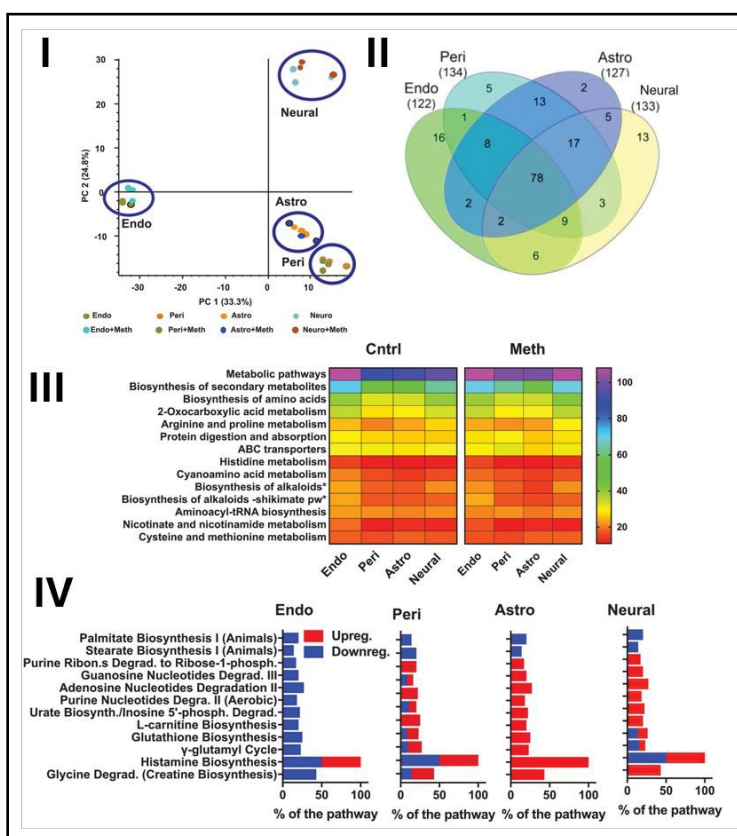 I
30
20
10
0
-10
PC 2 (24.8%)
Neural
Endo
Astro
Peri
-30 -20 -10 0 10
PC 1 (33.3%)
Endo Peri Astro Neuro
Endo+Meth Peri+Meth Astro+Meth Neuro+Meth
II
Peri
(134)
Astro
(127)
Endo
(122)
Neural
(133)
5 2
1 13 5
16 8 17 13
78
2 2 9 3
6
III
Cntrl Meth
Metabolic pathways
Biosynthesis of secondary metabolites
Biosynthesis of amino acids
2-Oxocarboxylic acid metabolism
Arginine and proline metabolism
Protein digestion and absorption
ABC transporters
Histidine metabolism
Cyanoamino acid metabolism
Biosynthesis of alkaloids*
Biosynthesis of alkaloids -shikimate pw*
Aminoacyl-tRNA biosynthesis
Nicotinate and nicotinamide metabolism
Cysteine and methionine metabolism
Endo Peri Astro Neural Endo Peri Astro Neural
100
80
60
40
20
IV
Endo Peri Astro Neural
Upreg.
Downreg.
Palmitate Biosynthesis I (Animals)
Stearate Biosynthesis I (Animals)
Purine Ribon.s Degrad. to Ribose-1-phosph.
Guanosine Nucleotides Degrad. III
Adenosine Nucleotides Degradation II
Purine Nucleotides Degra. II (Aerobic)
Urate Biosynth./Inosine 5'-phosph. Degrad.
L-carnitine Biosynthesis
Glutathione Biosynthesis
γ-glutamyl Cycle
Histamine Biosynthesis
Glycine Degrad. (Creatine Biosynthesis)
0 50 100 0 50 100 0 50 100 0 50 100
% of the pathway % of the pathway % of the pathway % of the pathway